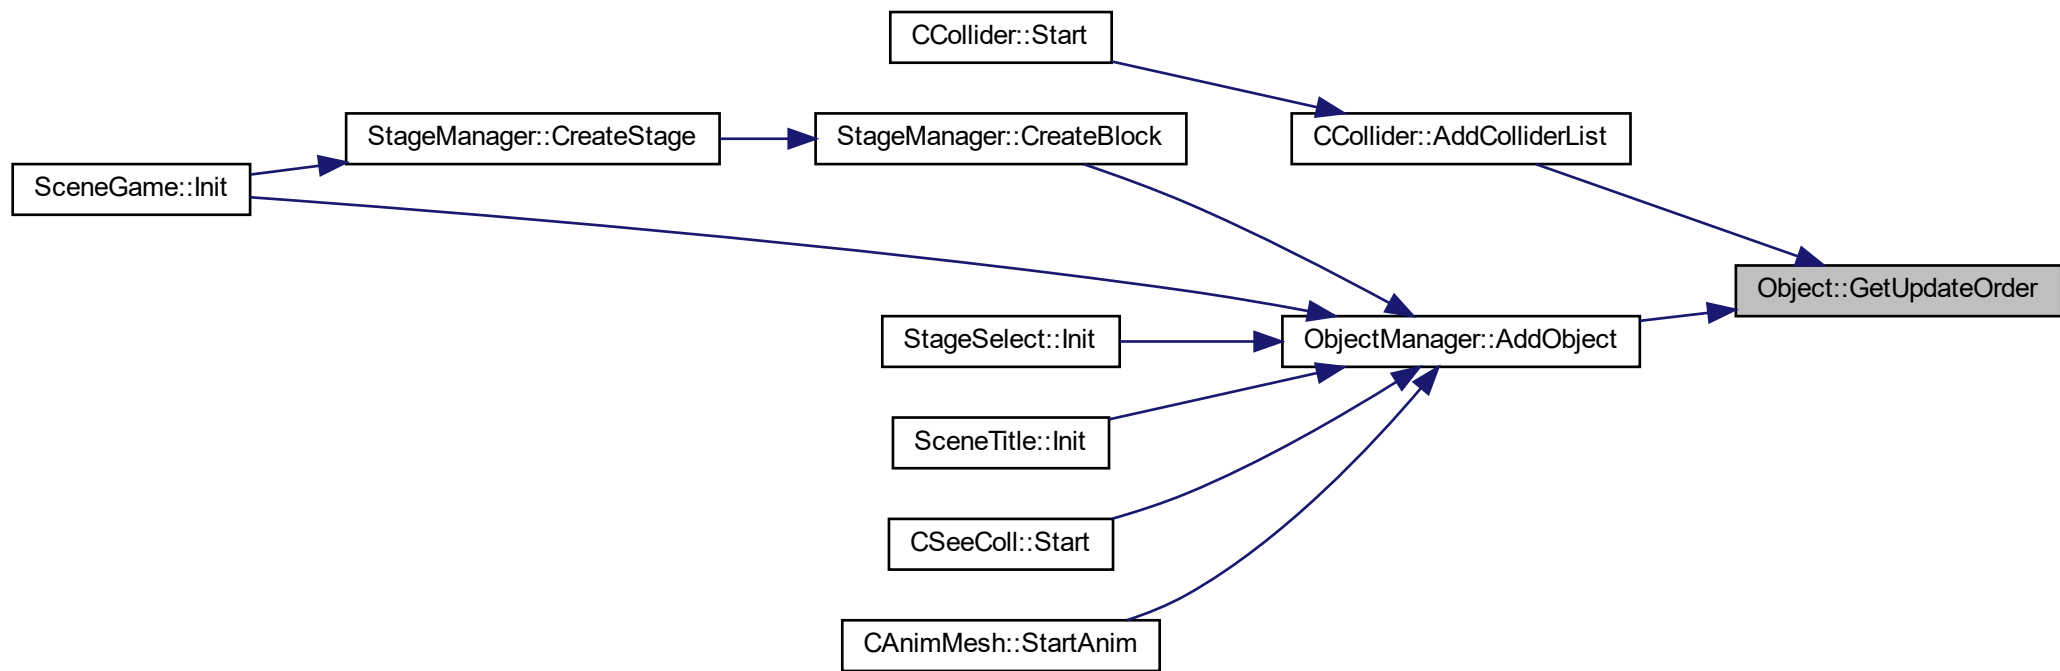 CCollider::Start
StageManager::CreateStage
StageManager::CreateBlock
CCollider::AddColliderList
SceneGame::Init
Object::GetUpdateOrder
StageSelect::Init
ObjectManager::AddObject
SceneTitle::Init
CSeeColl::Start
CAnimMesh::StartAnim